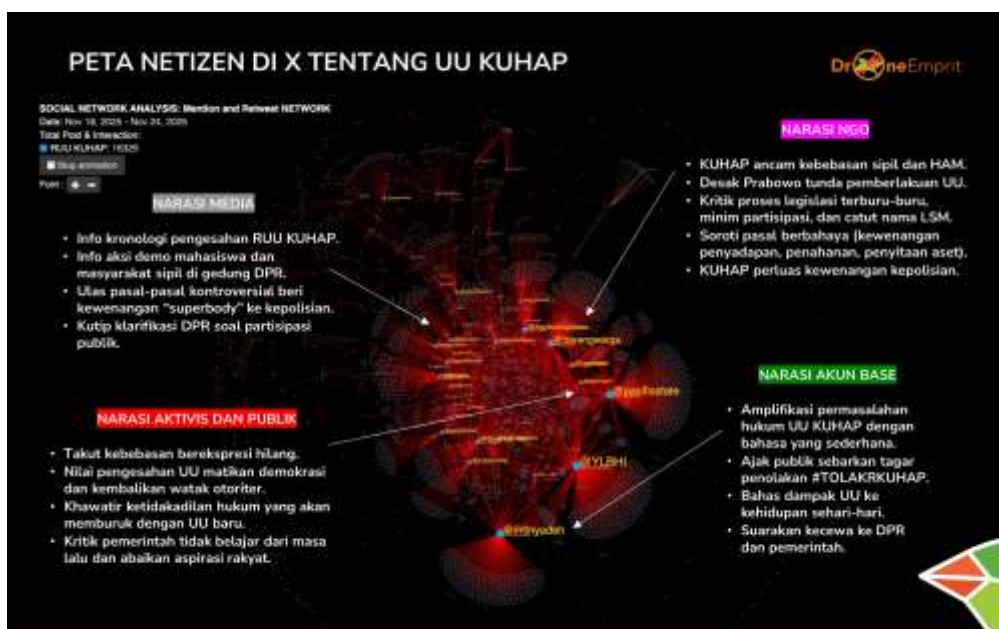 PETA NETIZEN DI X TENTANG UU KUHAP
DroneEmprit
SOCIAL NETWORK ANALYSIS: Mention and Retweet NETWORK
Date: Nov 18, 2025 - Nov 24, 2025
Total Post & Interaction:
RUU KUHAP: 16329
Stop animation
Font :
NARASI MEDIA
• Info kronologi pengesahan RUU KUHAP.
• Info aksi demo mahasiswa dan
masyarakat sipil di gedung DPR.
• Ulas pasal-pasal kontroversial beri
kewenangan "superbody" ke kepolisian.
• Kutip klarifikasi DPR soal partisipasi
publik.
NARASI NGO
• KUHAP ancam kebebasan sipil dan HAM.
• Desak Prabowo tunda pemberlakuan UU.
• Kritik proses legislasi terburu-buru,
minim partisipasi, dan catut nama LSM.
• Soroti pasal berbahaya (kewenangan
penyadapan, penahanan, penyitaan aset).
• KUHAP perluas kewenangan kepolisian.
NARASI AKTIVIS DAN PUBLIK
• Takut kebebasan berekspresi hilang.
• Nilai pengesahan UU matikan demokrasi
dan kembalikan watak otoriter.
• Khawatir ketidakadilan hukum yang akan
memburuk dengan UU baru.
• Kritik pemerintah tidak belajar dari masa
lalu dan abaikan aspirasi rakyat.
NARASI AKUN BASE
• Amplifikasi permasalahan
hukum UU KUHAP dengan
bahasa yang sederhana.
• Ajak publik sebarkan tagar
penolakan #TOLAKRKUHAP.
• Bahas dampak UU ke
kehidupan sehari-hari.
• Suarakan kecewa ke DPR
dan pemerintah.
YLBHI